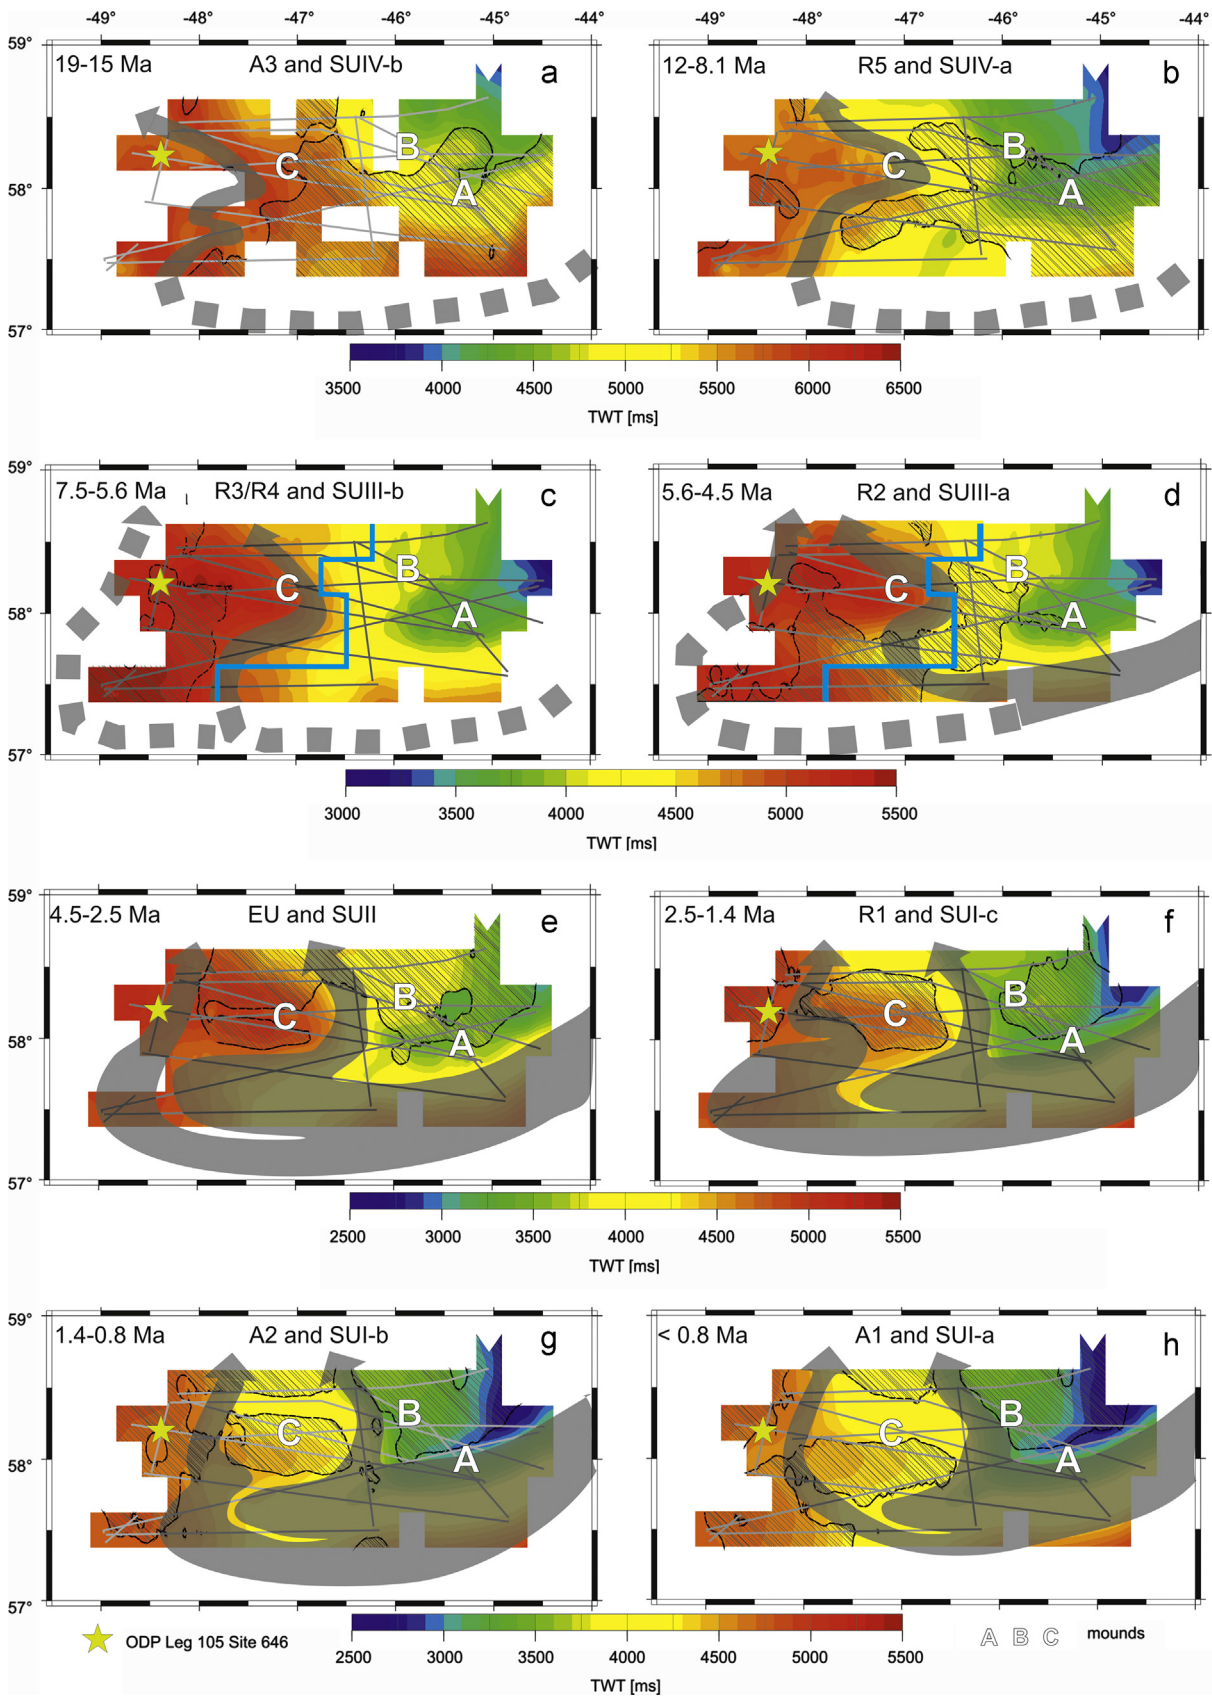 -49° -48° -47° -46° -45° -44° -49° -48° -47° -46° -45° -44°
59°
19-15 Ma A3 and SUIV-b a
12-8.1 Ma R5 and SUIV-a b
B B
C C
58°
A A
57°
3500 4000 4500 5000 5500 6000 6500
TWT [ms]
59°
7.5-5.6 Ma R3/R4 and SUIII-b c
5.6-4.5 Ma R2 and SUIII-a d
B B
C C
58°
A A
57°
3000 3500 4000 4500 5000 5500
TWT [ms]
59°
4.5-2.5 Ma EU and SUII e
2.5-1.4 Ma R1 and SUI-c f
B B
C C
58°
A A
57°
2500 3000 3500 4000 4500 5000 5500
TWT [ms]
59°
1.4-0.8 Ma A2 and SUI-b g
< 0.8 Ma A1 and SUI-a h
B B
C C
58°
A A
57°
ODP Leg 105 Site 646
2500 3000 3500 4000 4500 5000 5500
TWT [ms]
A B C mounds